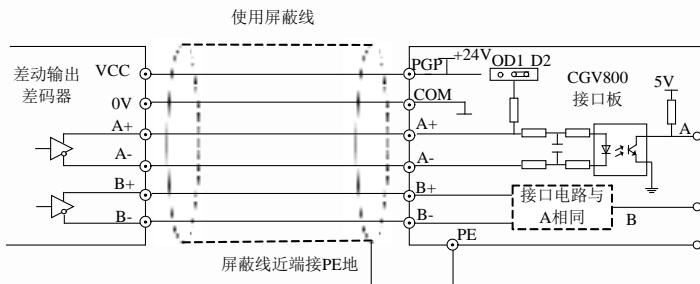 使用屏蔽线
差动输出
差码器
VCC
0V
A+
A-
B+
B-
PGP
+24V
COM
A+
A-
B+
B-
PE
OD1 D2
CGV800
接口板
5V
A
接口电路与
A相同
B
屏蔽线近端接PE地